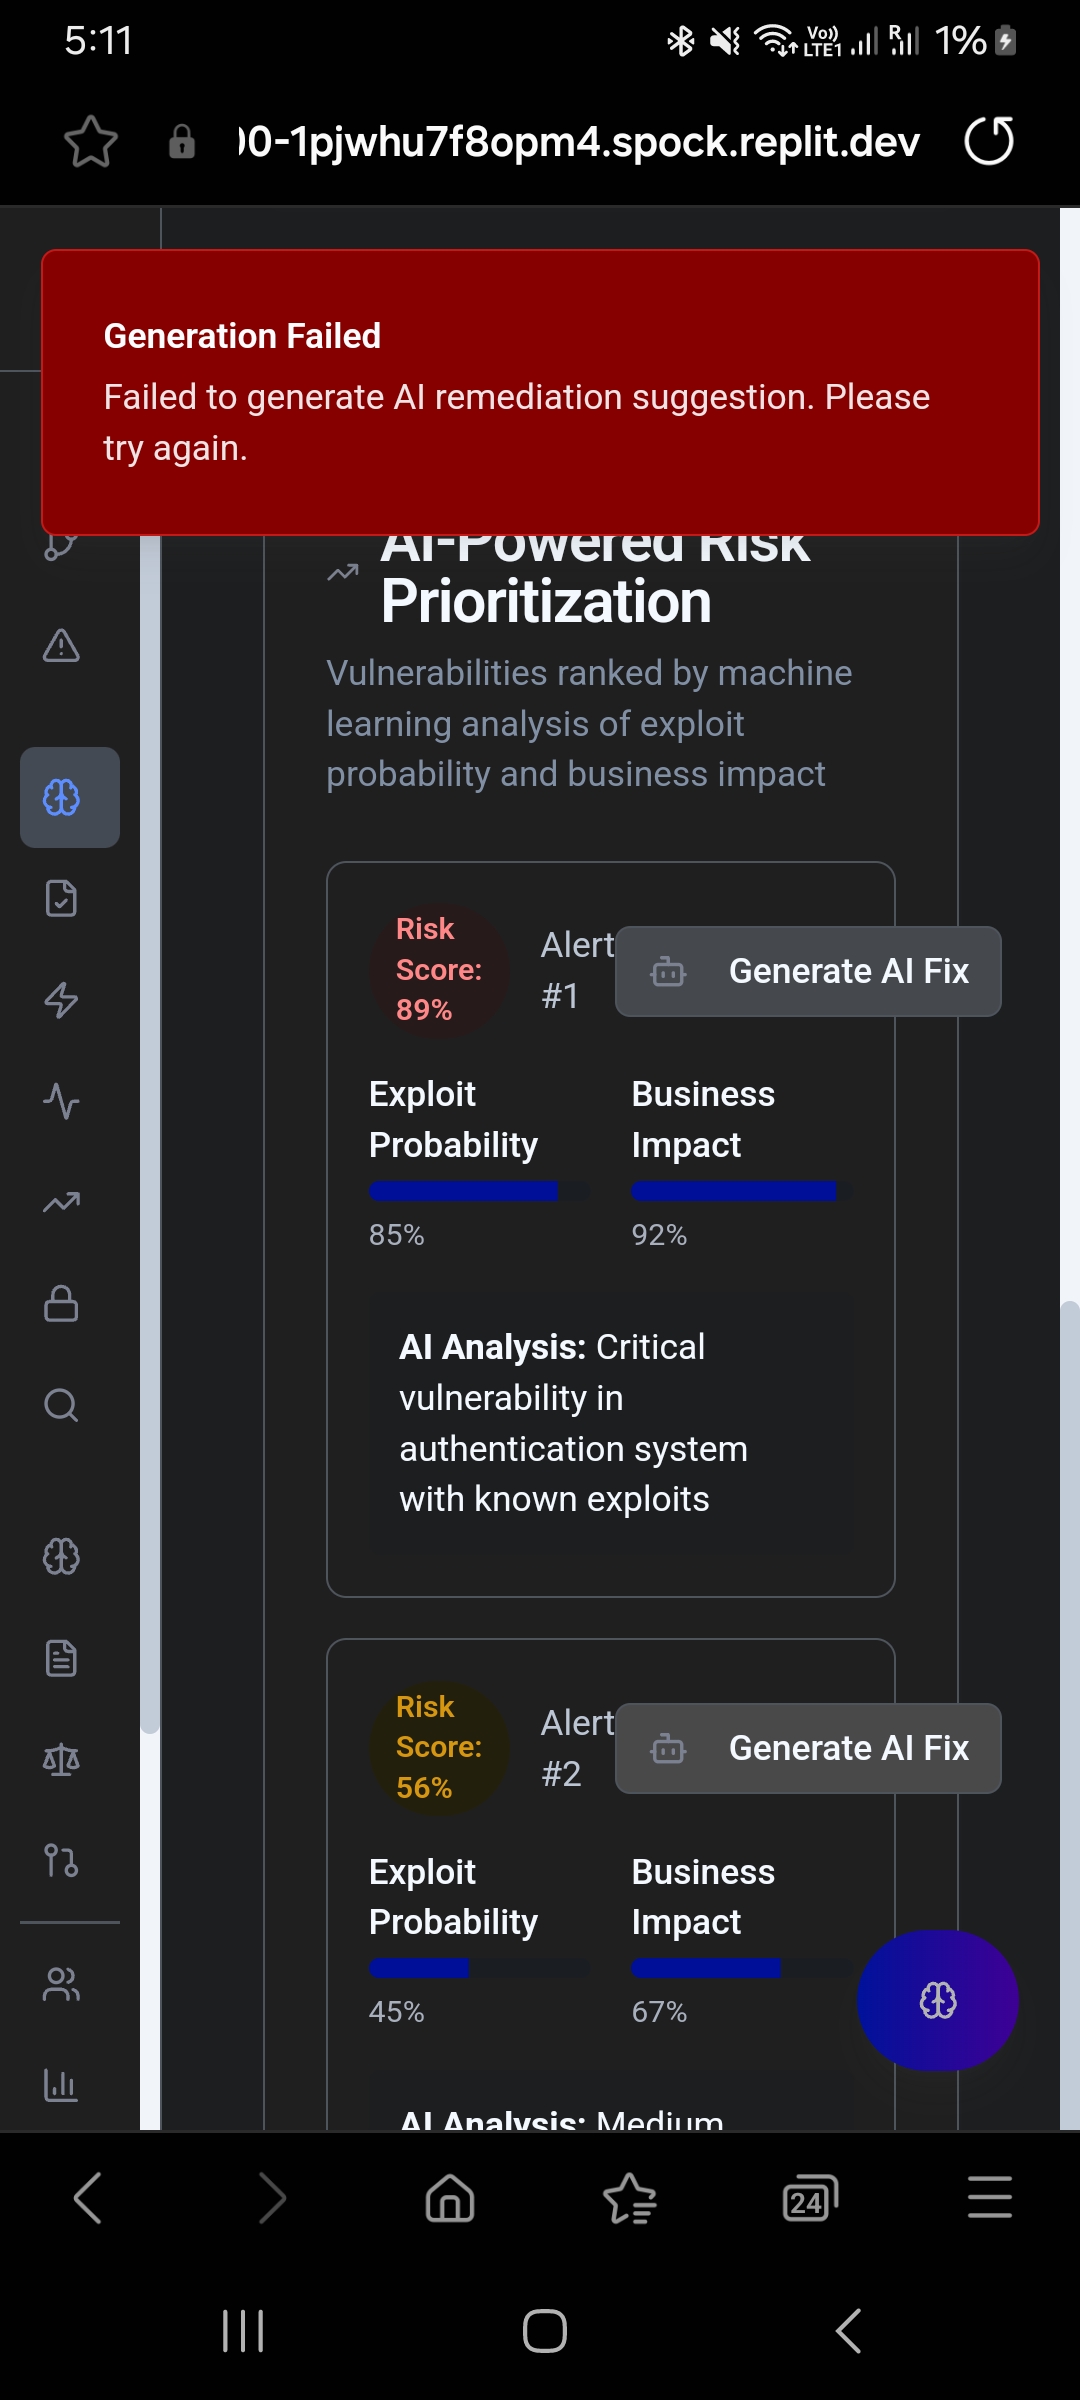 5:11
Vo)) LTE1
R
1%
00-1pjwhu7f8opm4.spock.replit.dev
Generation Failed
Failed to generate AI remediation suggestion. Please
try again.
AI-Powered Risk
Prioritization
Vulnerabilities ranked by machine
learning analysis of exploit
probability and business impact
Risk
Score:
89%
Alert
#1
Generate AI Fix
Exploit
Probability
85%
Business
Impact
92%
AI Analysis: Critical
vulnerability in
authentication system
with known exploits
Risk
Score:
56%
Alert
#2
Generate AI Fix
Exploit
Probability
45%
Business
Impact
67%
AI Analysis: Medium
24